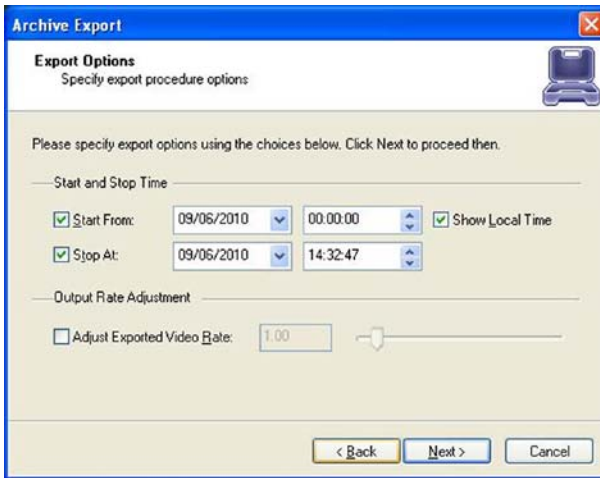 Archive Export
Export Options
Specify export procedure options
Please specify export options using the choices below. Click Next to proceed then.
Start and Stop Time
Start From: 09/06/2010 00:00:00 Show Local Time
Stop At: 09/06/2010 14:32:47
Output Rate Adjustment
Adjust Exported Video Rate: 1.00
< Back Next > Cancel